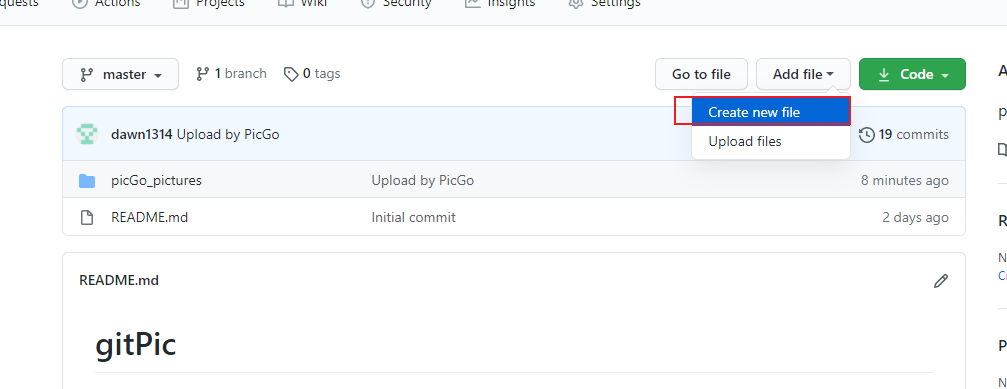 quests Actions Projects Wiki Security Insights Settings
master 1 branch 0 tags Go to file Add file Code
Create new file
Upload files
dawn1314 Upload by PicGo 19 commits
picGo_pictures Upload by PicGo 8 minutes ago
README.md Initial commit 2 days ago
README.md
gitPic